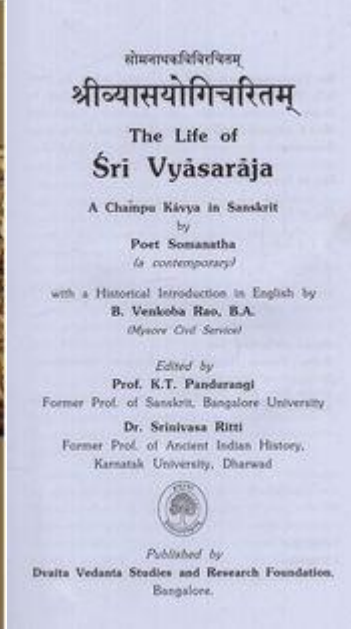 सोमनाथकविविरचितम्
श्रीव्यासयोगिचरितम्
The Life of
Śrī Vyāsarāja
A Champu Kāvya in Sanskrit
by
Poet Somanatha
(a contemporary)
with a Historical Introduction in English by
B. Venkoba Rao, B.A.
(Mysore Civil Service)
Edited by
Prof. K.T. Pandurangi
Former Prof. of Sanskrit, Bangalore University
Dr. Srinivasa Ritti
Former Prof. of Ancient Indian History,
Karnatak University, Dharwad
Published by
Dvaita Vedanta Studies and Research Foundation,
Bangalore.